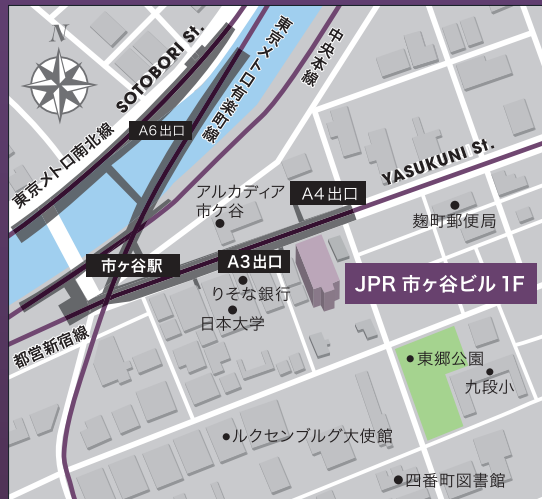 N
SOTOBORI St.
東京メトロ南北線
A6出口
東京メトロ有楽町線
中央本線
YASUKUNI St.
アルカディア
市ケ谷
A4出口
麹町郵便局
市ヶ谷駅
A3出口
JPR 市ヶ谷ビル 1F
りそな銀行
日本大学
都営新宿線
東郷公園
九段小
ルクセンブルグ大使館
四番町図書館